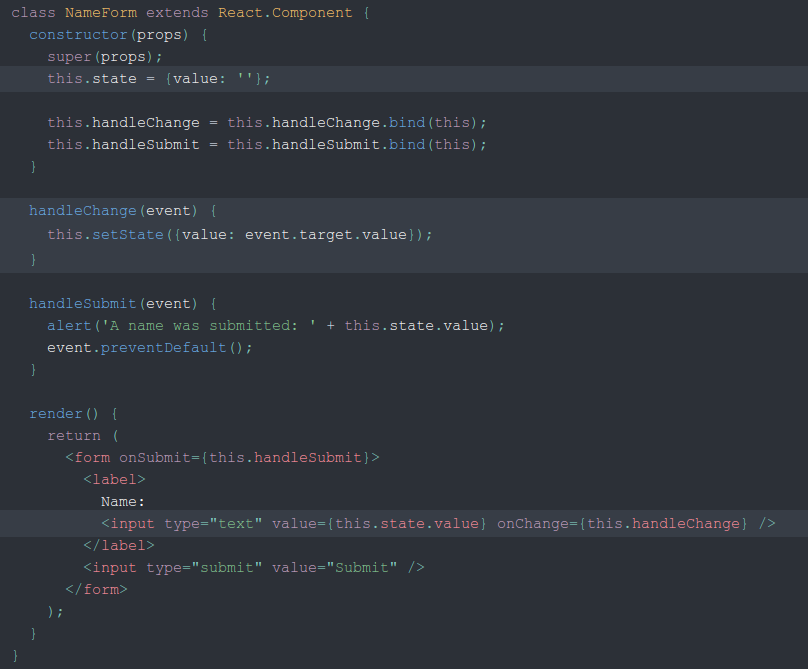 class NameForm extends React.Component {
  constructor(props) {
    super(props);
    this.state = {value: ''};

    this.handleChange = this.handleChange.bind(this);
    this.handleSubmit = this.handleSubmit.bind(this);
  }

  handleChange(event) {
    this.setState({value: event.target.value});
  }

  handleSubmit(event) {
    alert('A name was submitted: ' + this.state.value);
    event.preventDefault();
  }

  render() {
    return (
      <form onSubmit={this.handleSubmit}>
        <label>
          Name:
          <input type="text" value={this.state.value} onChange={this.handleChange} />
        </label>
        <input type="submit" value="Submit" />
      </form>
    );
  }
}